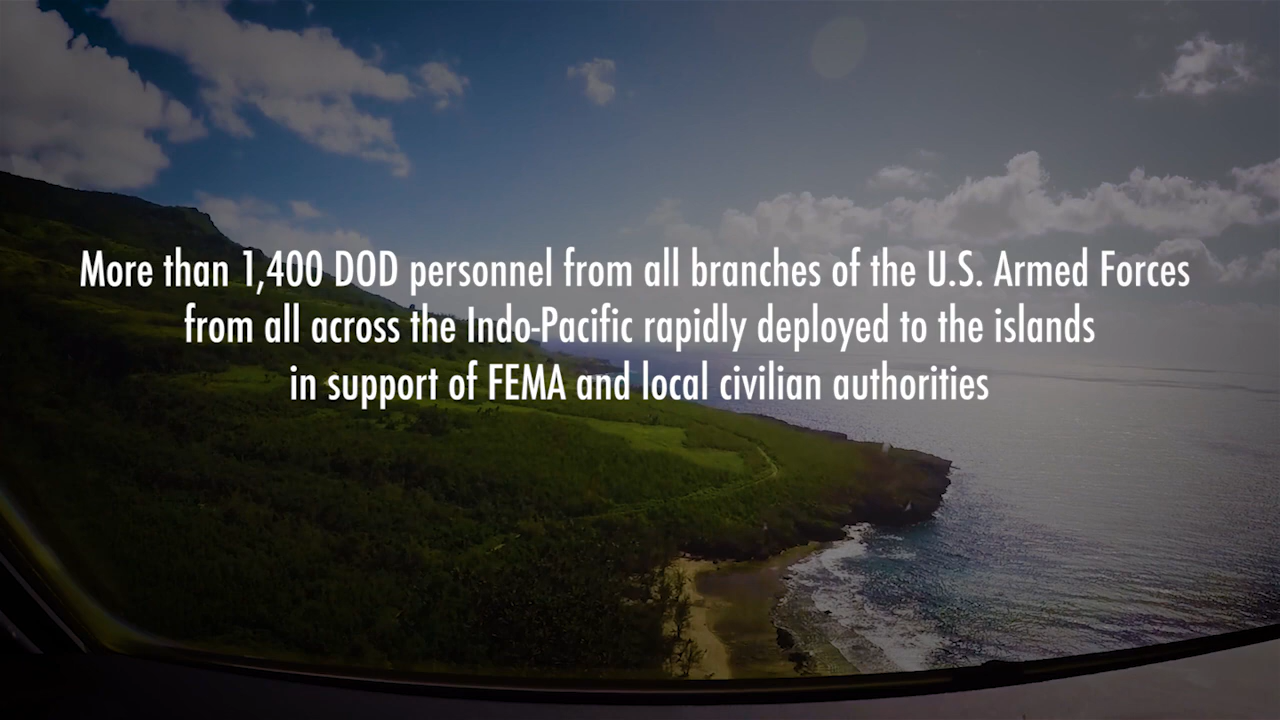 More than 1,400 DOD personnel from all branches of the U.S. Armed Forces
from all across the Indo-Pacific rapidly deployed to the islands
in support of FEMA and local civilian authorities